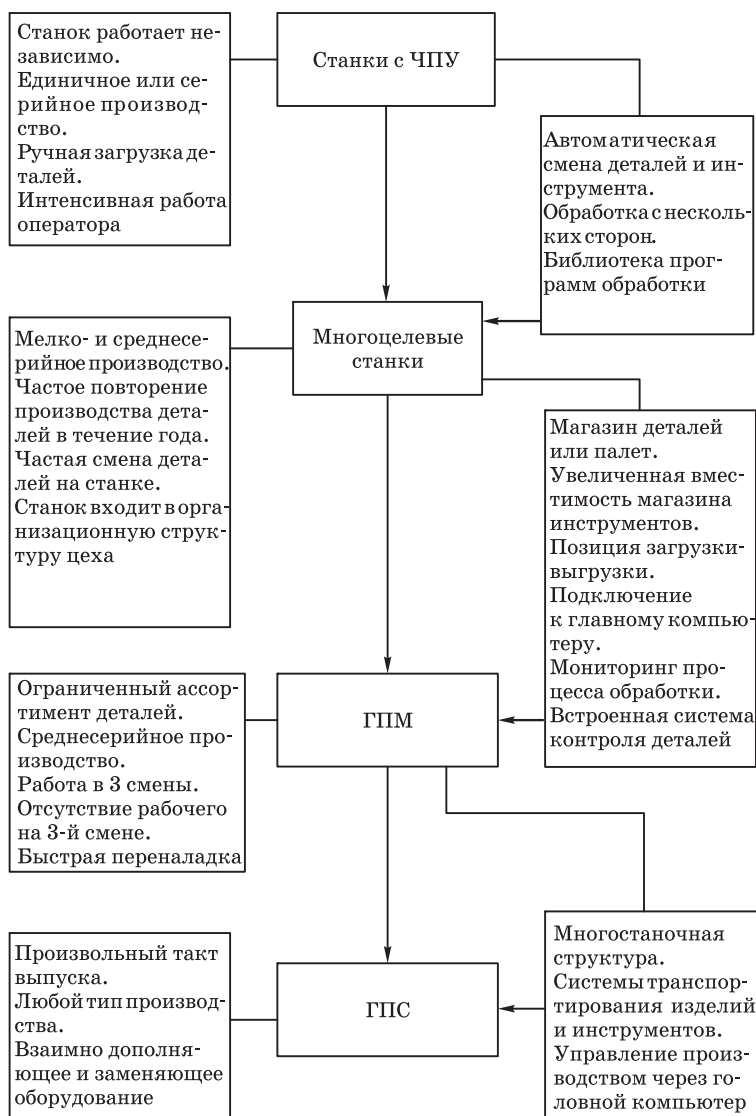 Станок работает не-
зависимо.
Единичное или се-
рийное производ-
ство.
Ручная загрузка де-
талей.
Интенсивная работа
оператора
Станки с ЧПУ
Автоматическая
смена деталей и ин-
струмента.
Обработка с несколь-
ких сторон.
Библиотека прог-
рамм обработки
Мелко- и среднесе-
рийное производство.
Частое повторение
производства дета-
лей в течение года.
Частая смена дета-
лей на станке.
Станок входит в орга-
низационную струк-
туру цеха
Многоцелевые
станки
Магазин деталей
или палет.
Увеличенная вмес-
тимость магазина
инструментов.
Позиция загрузки-
выгрузки.
Подключение
к главному компью-
теру.
Мониторинг про-
цесса обработки.
Встроенная система
контроля деталей
Ограниченный ассор-
тимент деталей.
Среднесерийное про-
изводство.
Работа в 3 смены.
Отсутствие рабочего
на 3-й смене.
Быстрая переналадка
ГПМ
Произвольный такт
выпуска.
Любой тип производ-
ства.
Взаимно дополня-
ющее и заменяющее
оборудование
ГПС
Многостаночная
структура.
Системы транспор-
тирования изделий
и инструментов.
Управление произ-
водством через го-
ловной компьютер